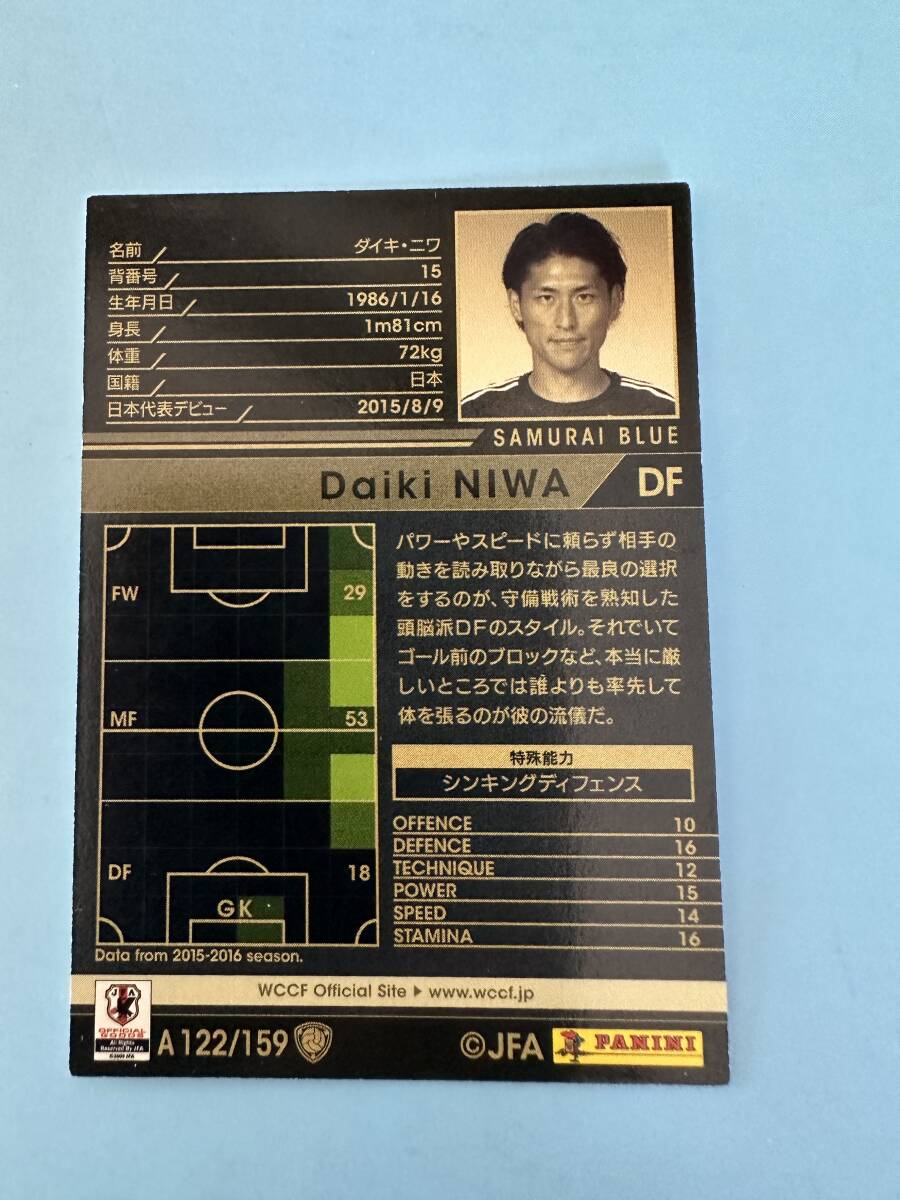 名前 ダイキ・ニワ
背番号 15
生年月日 1986/1/16
身長 1m81cm
体重 72kg
国籍 日本
日本代表デビュー 2015/8/9
SAMURAI BLUE
Daiki NIWA DF
FW 29
MF 53
DF 18
GK
Data from 2015-2016 season.
パワーやスピードに頼らず相手の
動きを読み取りながら最良の選択
をするのが、守備戦術を熟知した
頭脳派DFのスタイル。それでいて
ゴール前のブロックなど、本当に厳
しいところでは誰よりも率先して
体を張るのが彼の流儀だ。
特殊能力
シンキングディフェンス
OFFENCE 10
DEFENCE 16
TECHNIQUE 12
POWER 15
SPEED 14
STAMINA 16
WCCF Official Site ▶ www.wccf.jp
JFA
OFFICIAL
GOODS
All Rights
Reserved By JFA
A 122/159
©JFA
PANINI